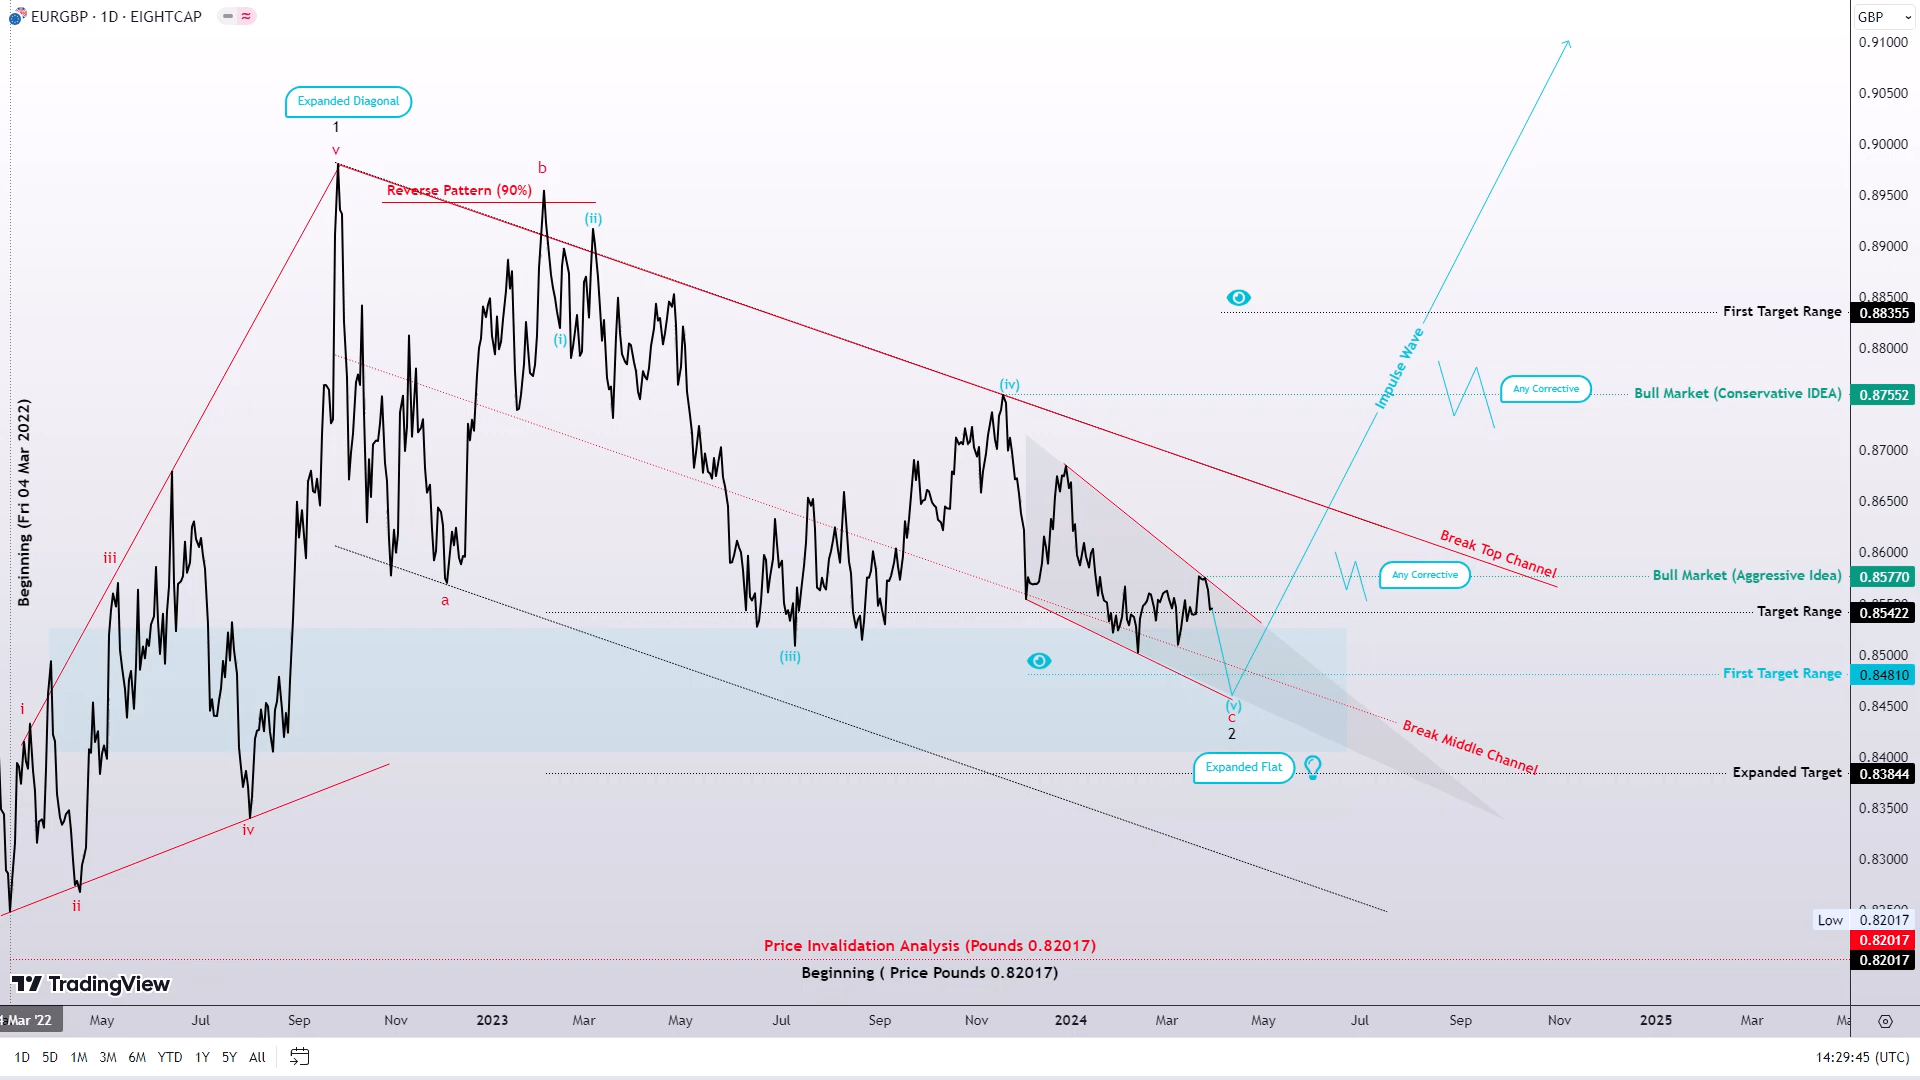 EURGBP · 1D · EIGHTCAP
GBP
0.91000
Expanded Diagonal
0.90500
1
v
0.90000
b
Reverse Pattern (90%)
0.89500
(ii)
0.89000
0.88500
First Target Range
0.88355
(i)
0.88000
Impulse Wave
(iv)
Any Corrective
Bull Market (Conservative IDEA)
0.87552
0.87000
0.86500
Beginning (Fri 04 Mar 2022)
iii
Break Top Channel
0.86000
Any Corrective
Bull Market (Aggressive Idea)
0.85770
a
Target Range
0.85422
(iii)
0.85000
First Target Range
0.84810
i
(v)
c
2
0.84500
Break Middle Channel
0.84000
Expanded Flat
Expanded Target
0.83844
0.83500
iv
0.83000
ii
Low
0.82017
Price Invalidation Analysis (Pounds 0.82017)
0.82017
0.82017
Beginning ( Price Pounds 0.82017)
TradingView
Mar '22
May
Jul
Sep
Nov
2023
Mar
May
Jul
Sep
Nov
2024
Mar
May
Jul
Sep
Nov
2025
Mar
1D 5D 1M 3M 6M YTD 1Y 5Y All
14:29:45 (UTC)